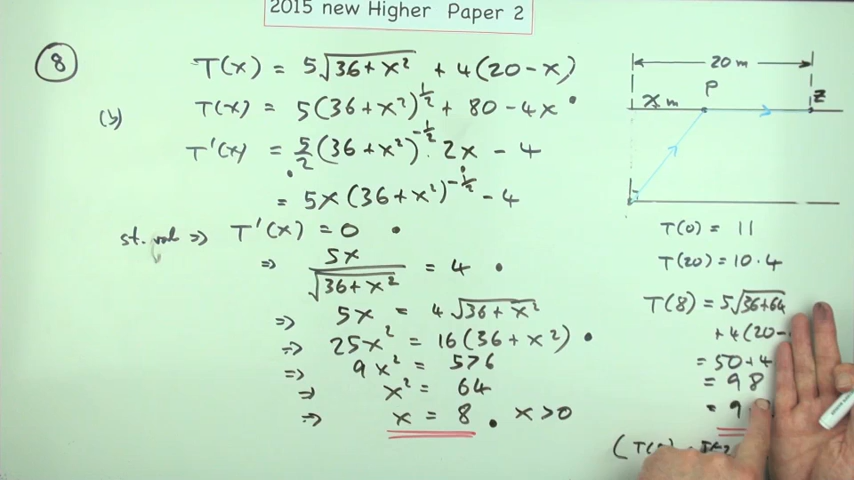 2015 new Higher Paper 2
8
T(x) = 5√(36+x²) + 4(20-x)
(b)
T(x) = 5(36+x²)^½ + 80 - 4x
T'(x) = 5/2 (36+x²)^-½ . 2x - 4
= 5x(36+x²)^-½ - 4
st. val ⇒ T'(x) = 0
⇒ 5x/√(36+x²) = 4
⇒ 5x = 4√(36+x²)
⇒ 25x² = 16(36+x²)
⇒ 9x² = 576
⇒ x² = 64
⇒ x = 8 x>0
20 m
x m
P
Z
T(0) = 11
T(20) = 10.4
T(8) = 5√(36+64)
+ 4(20-
= 50+4
= 98
= 9